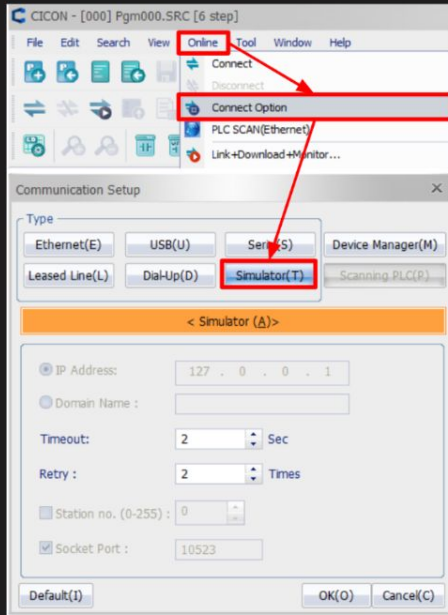 CICON - [000] Pgm000.SRC [6 step]
File Edit Search View Online Tool Window Help
Connect
Disconnect
Connect Option
PLC SCAN(Ethernet)
Link+Download+Monitor...
Communication Setup
Type
Ethernet(E) USB(U) Serial(S) Device Manager(M)
Leased Line(L) Dial-Up(D) Simulator(T) Scanning PLC(P)
< Simulator (A)>
IP Address: 127 . 0 . 0 . 1
Domain Name :
Timeout: 2 Sec
Retry : 2 Times
Station no. (0-255) : 0
Socket Port : 10523
Default(I) OK(O) Cancel(C)